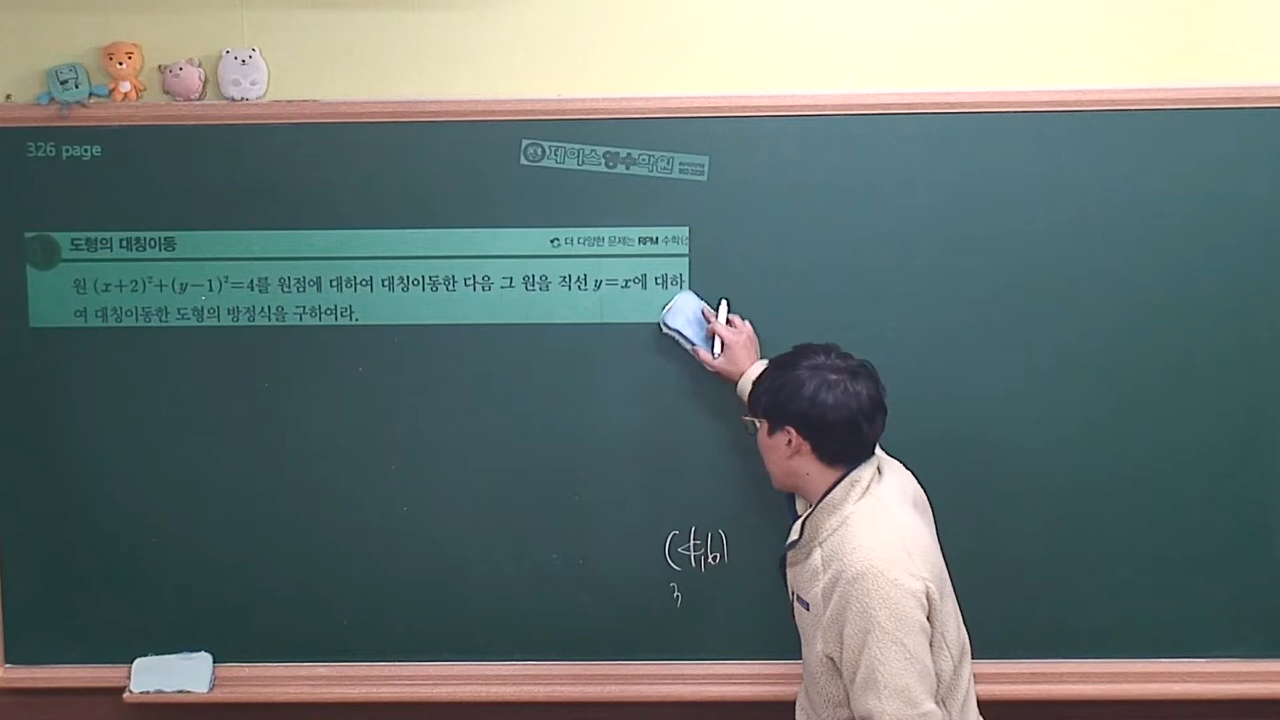 326 page
제이스영수학원
도형의 대칭이동
더 다양한 문제는 RPM 수학(상
원 (x+2)²+(y−1)²=4를 원점에 대하여 대칭이동한 다음 그 원을 직선 y=x에 대하
여 대칭이동한 도형의 방정식을 구하여라.
3